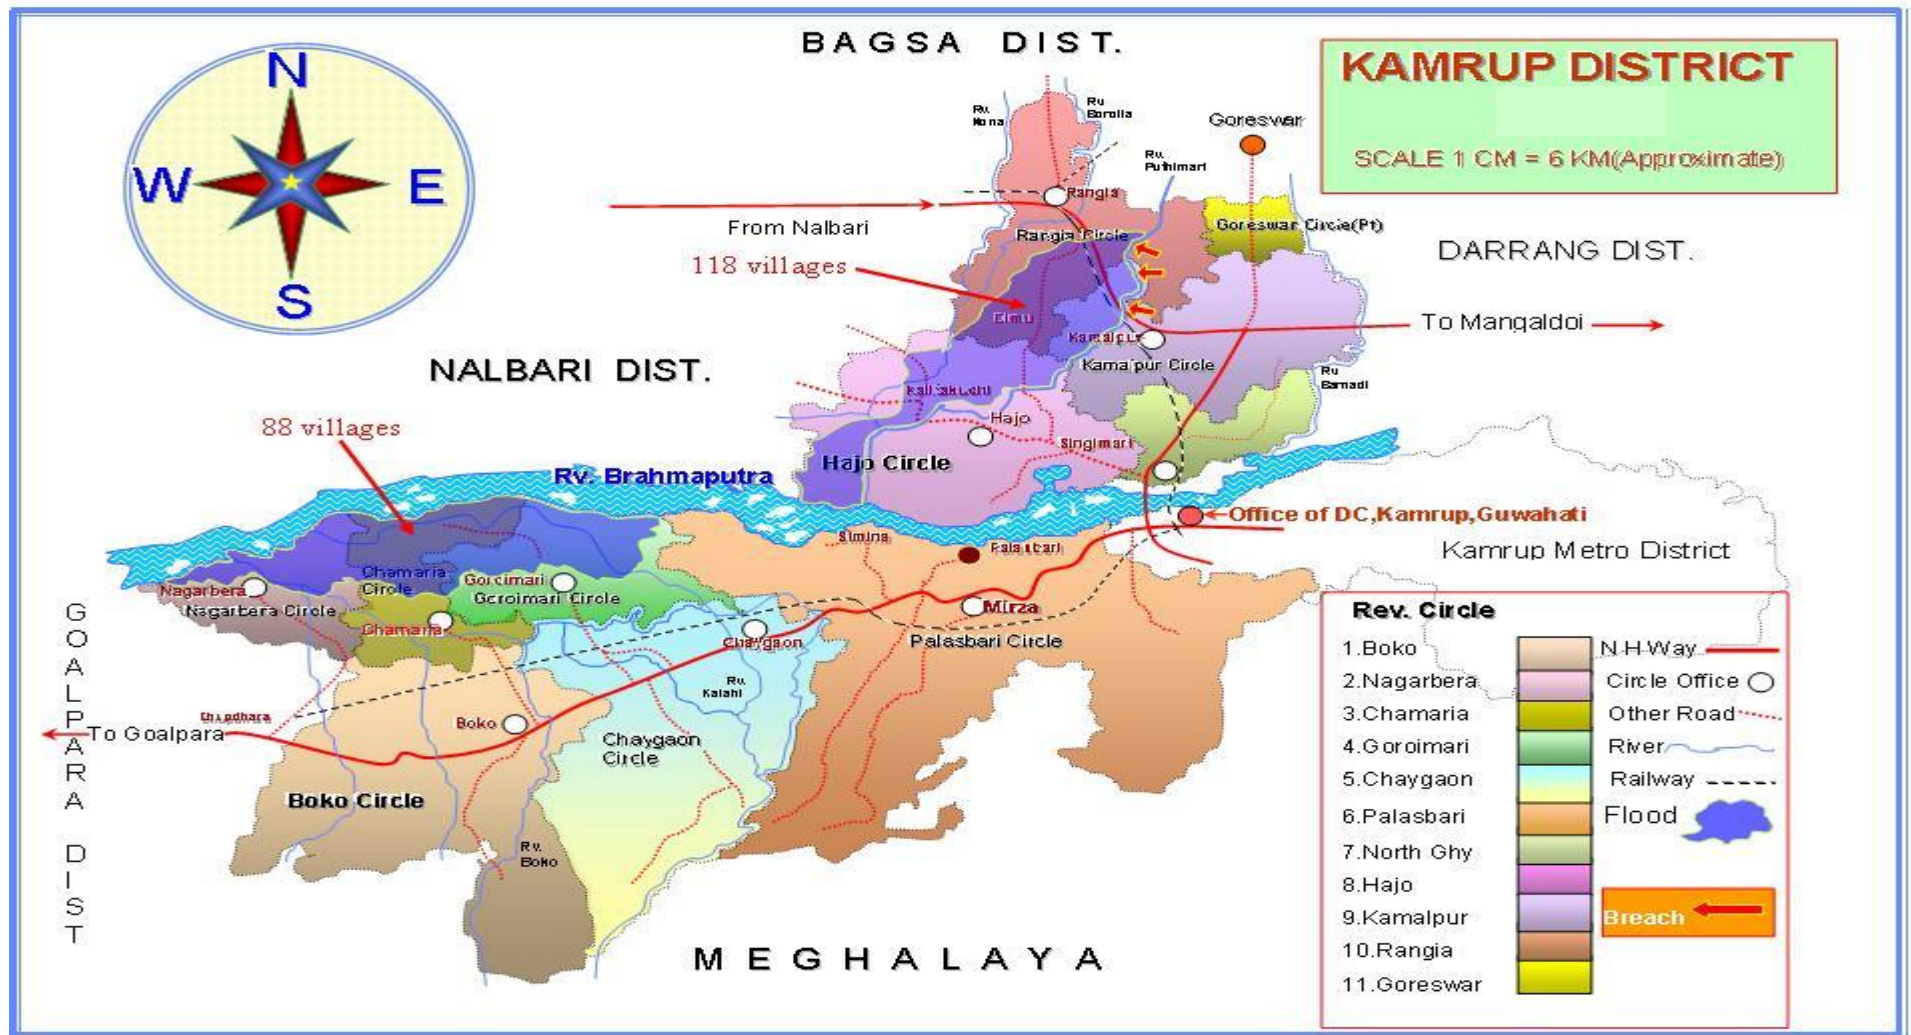 BAGSA DIST.
KAMRUP DISTRICT
SCALE 1 CM = 6 KM(Approximate)
N
W
E
S
Rv. Nona
Rv. Borolia
Goreswar
Rv. Puthimari
Rangia
From Nalbari
Rangia Circle
Goreswar Circle(Pt)
118 villages
DARRANG DIST.
To Mangaldoi
Kamalpur
Kamalpur Circle
NALBARI DIST.
Rv. Barnadi
Hajo
Singimari
88 villages
Hajo Circle
Rv. Brahmaputra
Office of DC,Kamrup,Guwahati
Simina
Palasbari
Kamrup Metro District
Chamaria
Circle
Goroimari
Goroimari Circle
Nagarbera
Nagarbera Circle
Chamaria
Mirza
Chaygaon
Palasbari Circle
Rv. Kalahi
GOALPARA DIST
To Goalpara
Boko
Chaygaon
Circle
Boko Circle
Rv. Boko
MEGHALAYA
Rev. Circle
1.Boko
2.Nagarbera
3.Chamaria
4.Goroimari
5.Chaygaon
6.Palasbari
7.North Ghy
8.Hajo
9.Kamalpur
10.Rangia
11.Goreswar
N H Way
Circle Office
Other Road
River
Railway
Flood
Breach